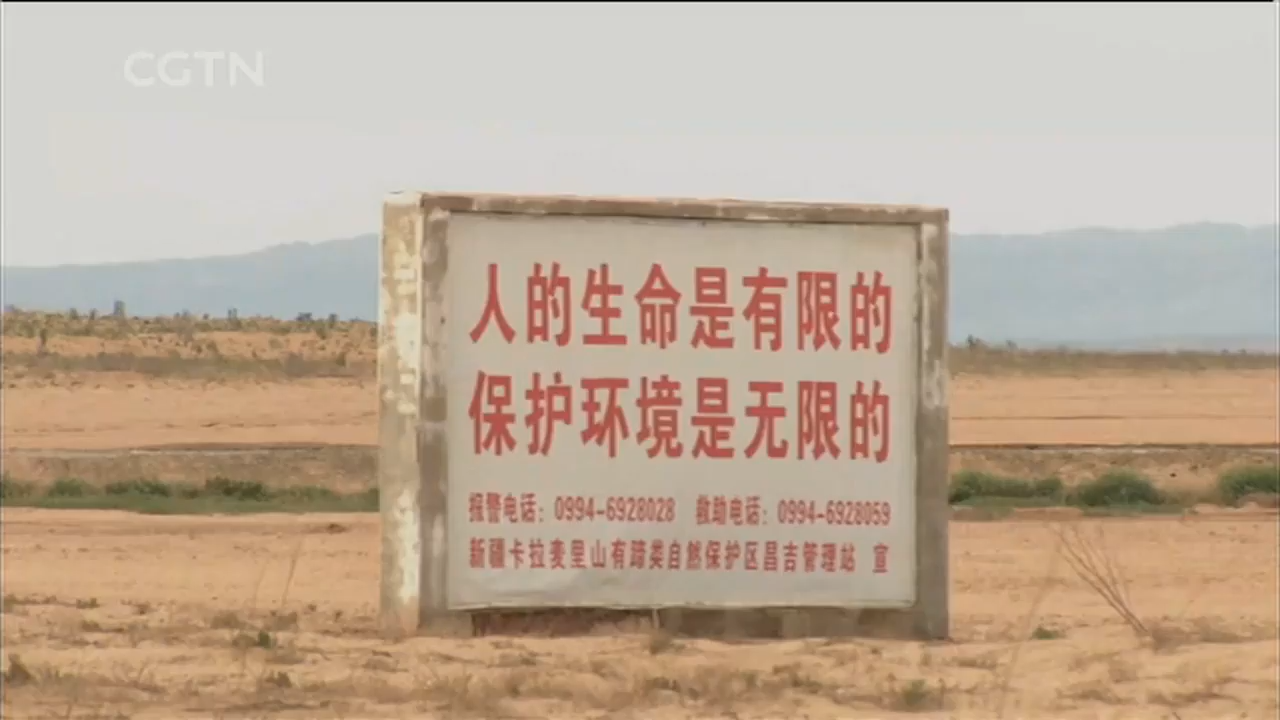 CGTN
人的生命是有限的
保护环境是无限的
报警电话：0994-6928028 救助电话：0994-6928059
新疆卡拉麦里山有蹄类自然保护区昌吉管理站 宣